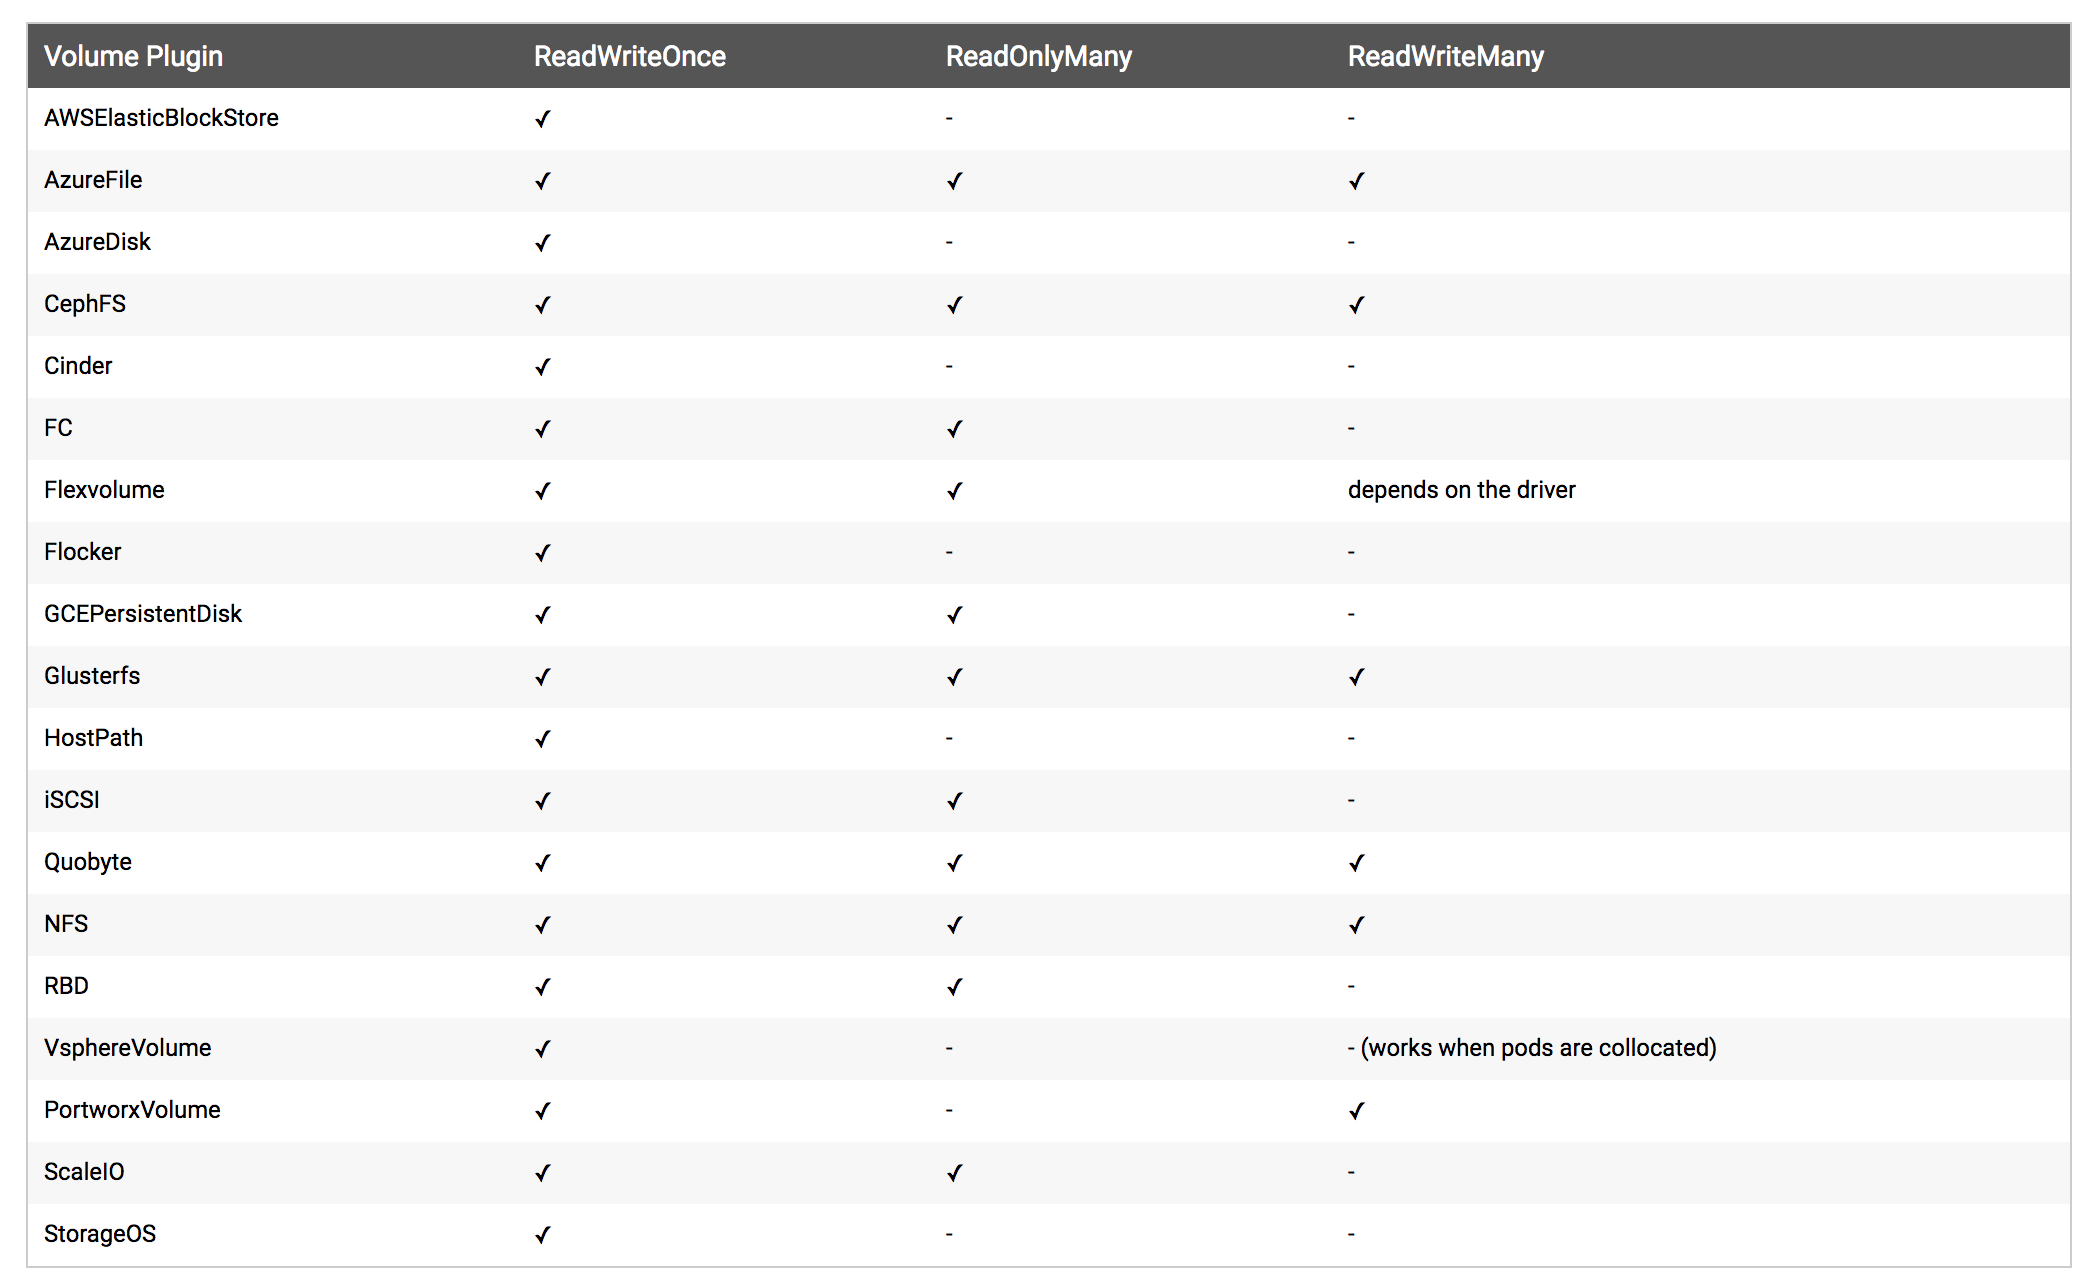 Volume Plugin ReadWriteOnce ReadOnlyMany ReadWriteMany
AWSElasticBlockStore ✓ - -
AzureFile ✓ ✓ ✓
AzureDisk ✓ - -
CephFS ✓ ✓ ✓
Cinder ✓ - -
FC ✓ ✓ -
Flexvolume ✓ ✓ depends on the driver
Flocker ✓ - -
GCEPersistentDisk ✓ ✓ -
Glusterfs ✓ ✓ ✓
HostPath ✓ - -
iSCSI ✓ ✓ -
Quobyte ✓ ✓ ✓
NFS ✓ ✓ ✓
RBD ✓ ✓ -
VsphereVolume ✓ - - (works when pods are collocated)
PortworxVolume ✓ - ✓
ScaleIO ✓ ✓ -
StorageOS ✓ - -